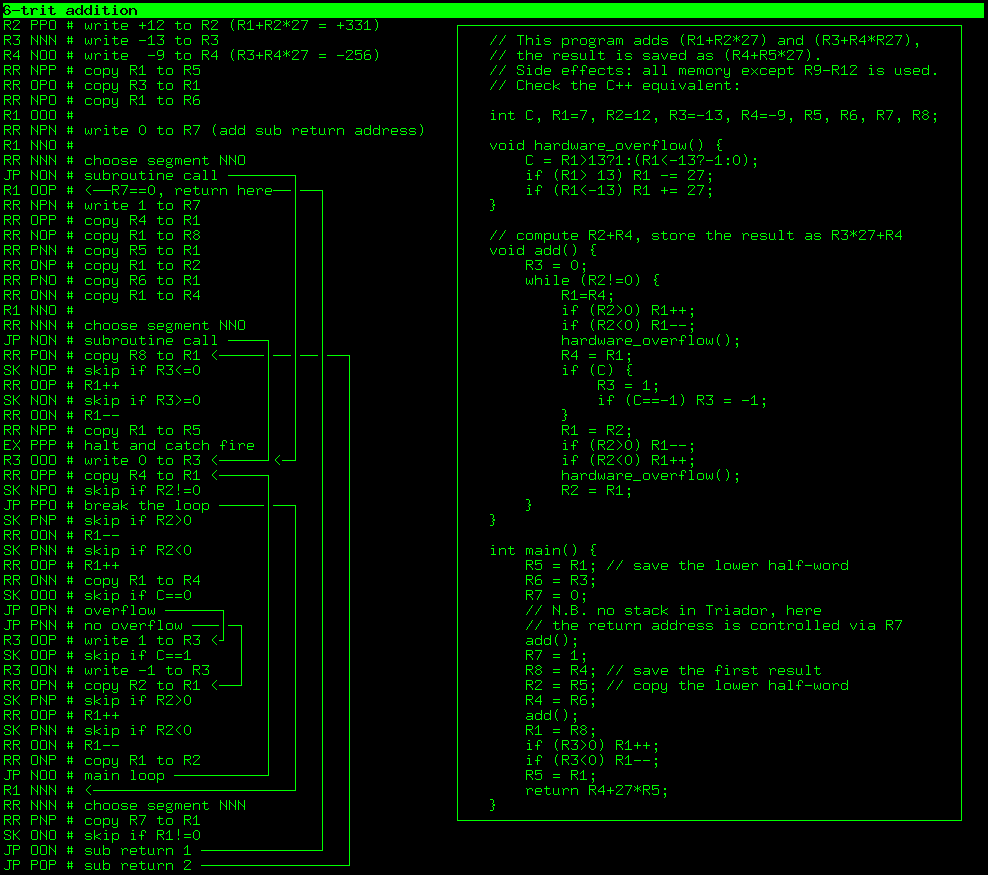 6-trit addition
R2 PPO # write +12 to R2 (R1+R2*27 = +331)
R3 NNN # write -13 to R3
R4 NOO # write  -9 to R4 (R3+R4*27 = -256)
RR NPP # copy R1 to R5
RR OPO # copy R3 to R1
RR NPO # copy R1 to R6
R1 OOO #
RR NPN # write 0 to R7 (add sub return address)
R1 NNO #
RR NNN # choose segment NNO
JP NON # subroutine call
R1 OOP # <──R7==0, return here
RR NPN # write 1 to R7
RR OPP # copy R4 to R1
RR NOP # copy R1 to R8
RR PNN # copy R5 to R1
RR ONP # copy R1 to R2
RR PNO # copy R6 to R1
RR ONN # copy R1 to R4
R1 NNO #
RR NNN # choose segment NNO
JP NON # subroutine call
RR PON # copy R8 to R1 <
SK NOP # skip if R3<=0
RR OOP # R1++
SK NON # skip if R3>=0
RR OON # R1--
RR NPP # copy R1 to R5
EX PPP # halt and catch fire
R3 OOO # write 0 to R3 <
RR OPP # copy R4 to R1 <
SK NPO # skip if R2!=0
JP PPO # break the loop
SK PNP # skip if R2>0
RR OON # R1--
SK PNN # skip if R2<0
RR OOP # R1++
RR ONN # copy R1 to R4
SK OOO # skip if C==0
JP OPN # overflow
JP PNN # no overflow
R3 OOP # write 1 to R3 <
SK OOP # skip if C==1
R3 OON # write -1 to R3
RR OPN # copy R2 to R1 <
SK PNP # skip if R2>0
RR OOP # R1++
SK PNN # skip if R2<0
RR OON # R1--
RR ONP # copy R1 to R2
JP NOO # main loop
R1 NNN # <
RR NNN # choose segment NNN
RR PNP # copy R7 to R1
SK ONO # skip if R1!=0
JP OON # sub return 1
JP POP # sub return 2
// This program adds (R1+R2*27) and (R3+R4*R27),
// the result is saved as (R4+R5*27).
// Side effects: all memory except R9-R12 is used.
// Check the C++ equivalent:
int C, R1=7, R2=12, R3=-13, R4=-9, R5, R6, R7, R8;
void hardware_overflow() {
    C = R1>13?1:(R1<-13?-1:0);
    if (R1> 13) R1 -= 27;
    if (R1<-13) R1 += 27;
}
// compute R2+R4, store the result as R3*27+R4
void add() {
    R3 = 0;
    while (R2!=0) {
        R1=R4;
        if (R2>0) R1++;
        if (R2<0) R1--;
        hardware_overflow();
        R4 = R1;
        if (C) {
            R3 = 1;
            if (C==-1) R3 = -1;
        }
        R1 = R2;
        if (R2>0) R1--;
        if (R2<0) R1++;
        hardware_overflow();
        R2 = R1;
    }
}
int main() {
    R5 = R1; // save the lower half-word
    R6 = R3;
    R7 = 0;
    // N.B. no stack in Triador, here
    // the return address is controlled via R7
    add();
    R7 = 1;
    R8 = R4; // save the first result
    R2 = R5; // copy the lower half-word
    R4 = R6;
    add();
    R1 = R8;
    if (R3>0) R1++;
    if (R3<0) R1--;
    R5 = R1;
    return R4+27*R5;
}